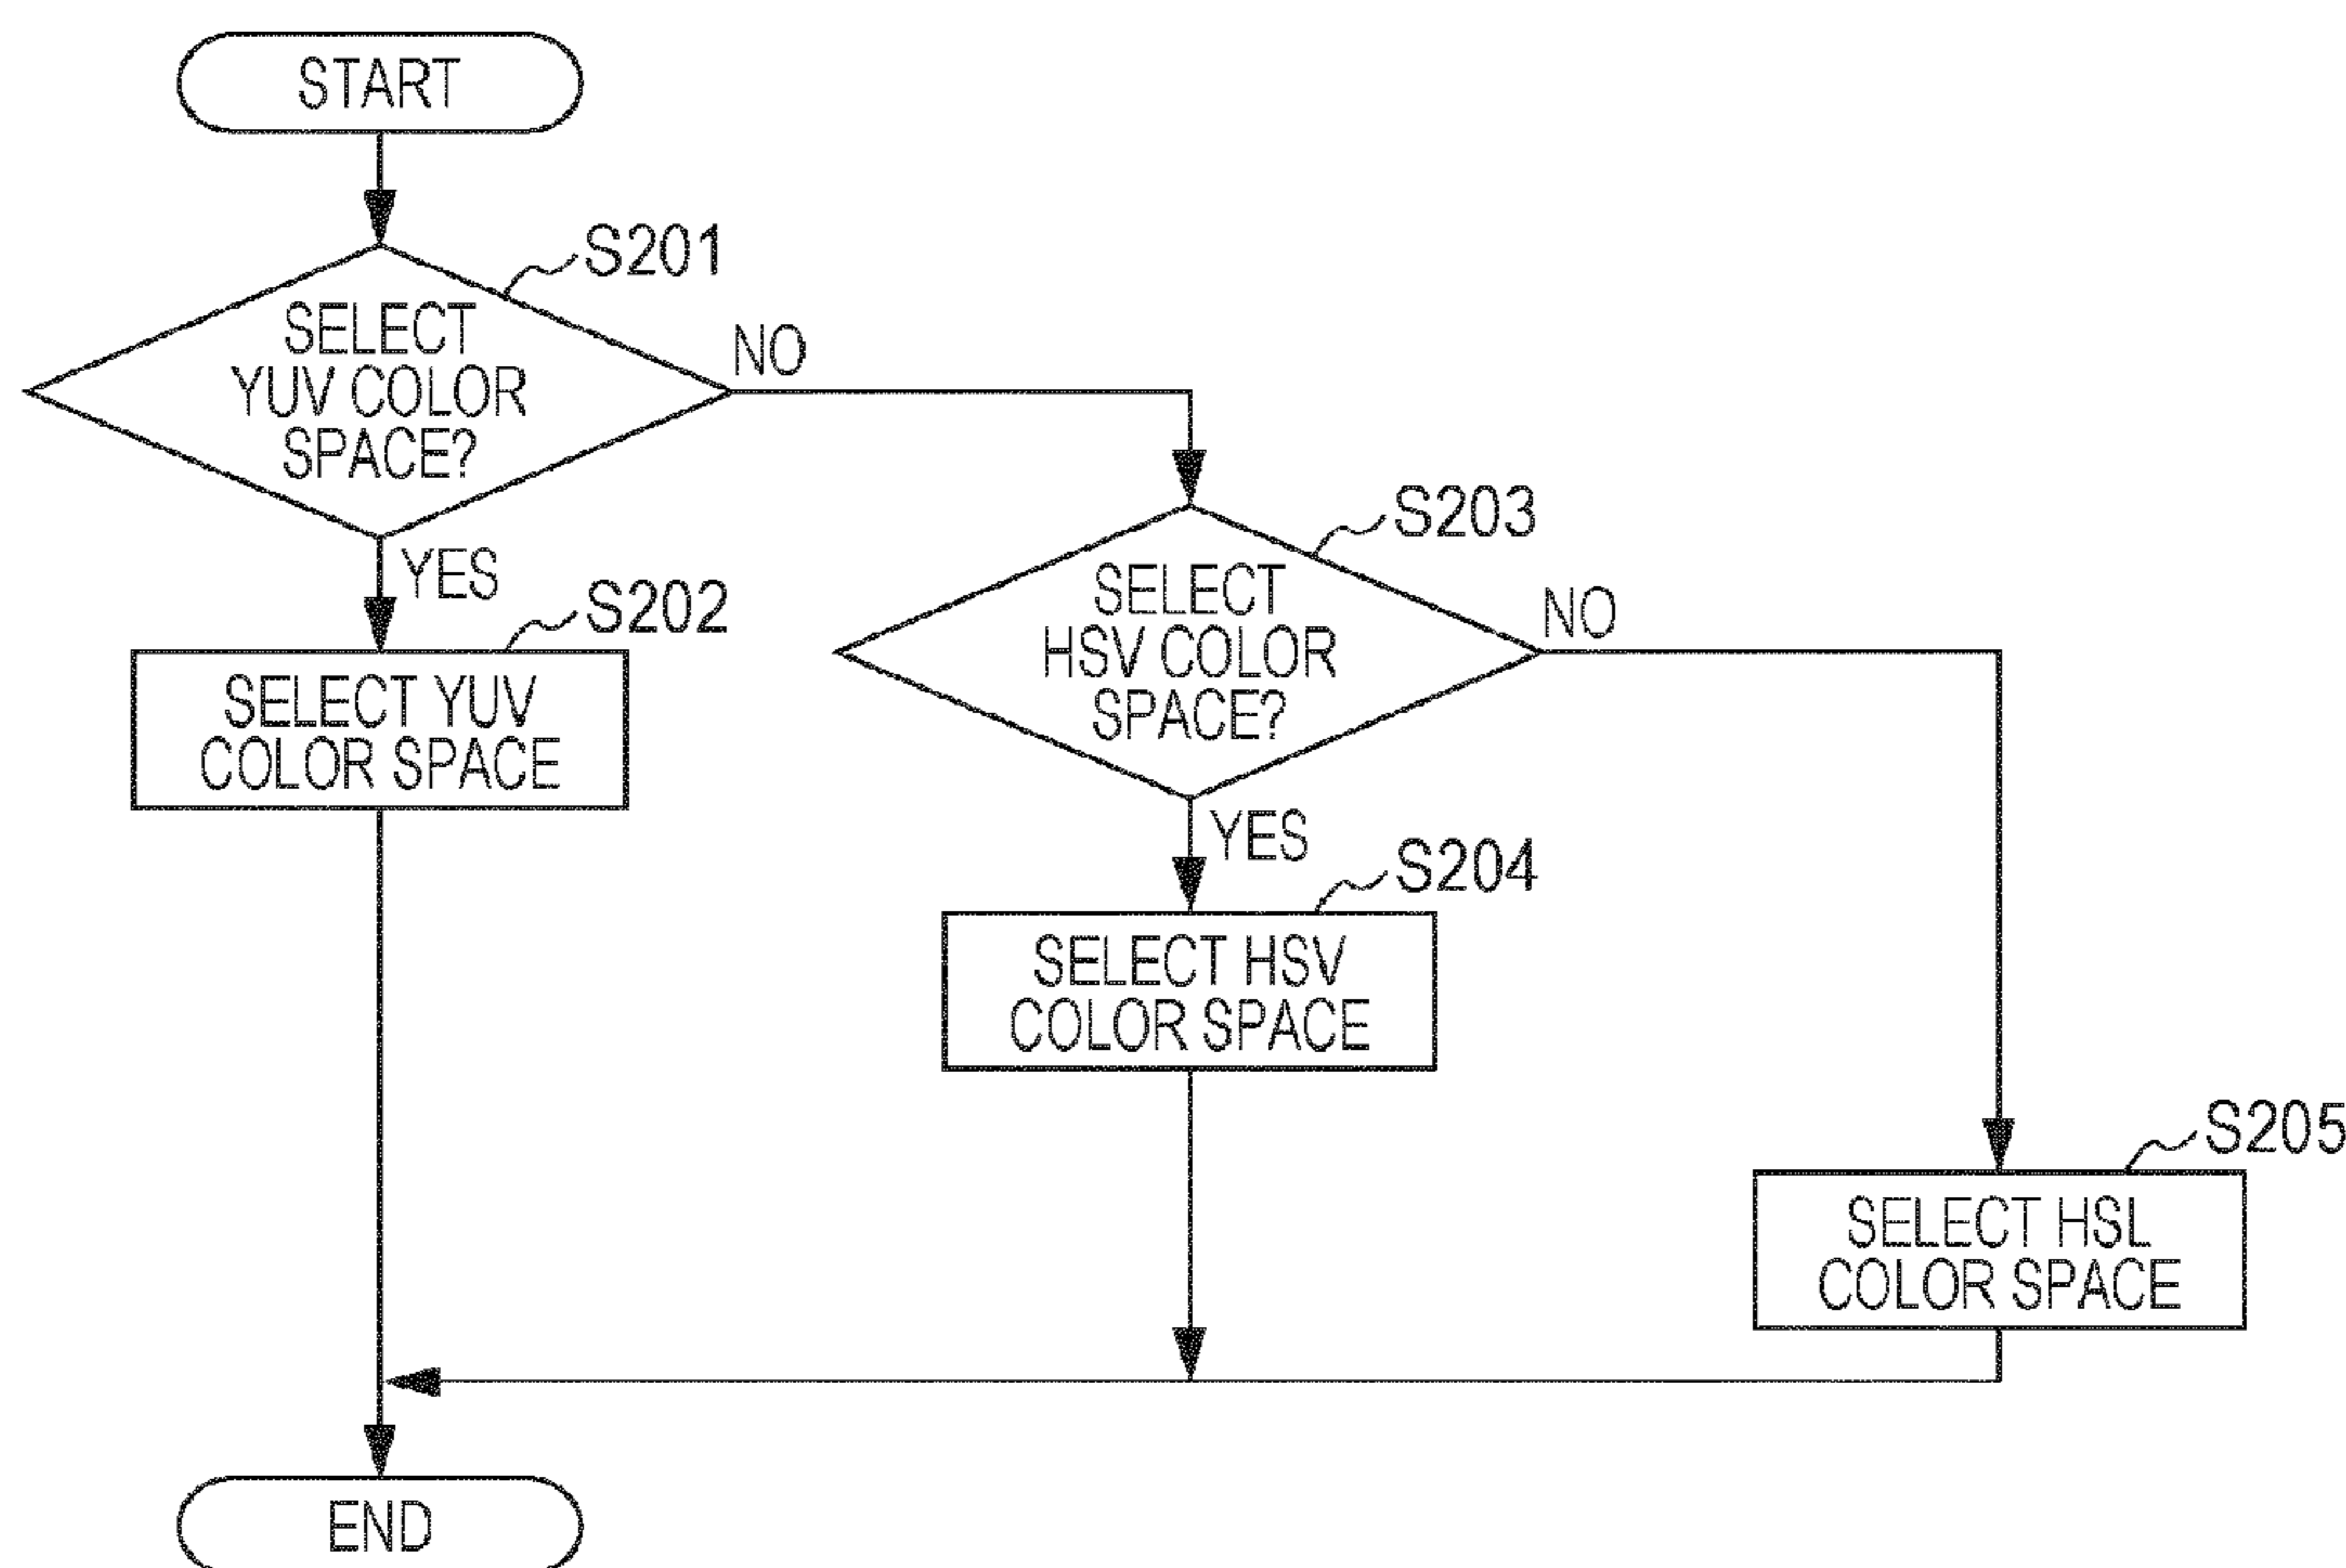 START
S201
SELECT
YUV COLOR
SPACE?
NO
YES
S202
SELECT YUV
COLOR SPACE
S203
SELECT
HSV COLOR
SPACE?
NO
YES
S204
SELECT HSV
COLOR SPACE
S205
SELECT HSL
COLOR SPACE
END